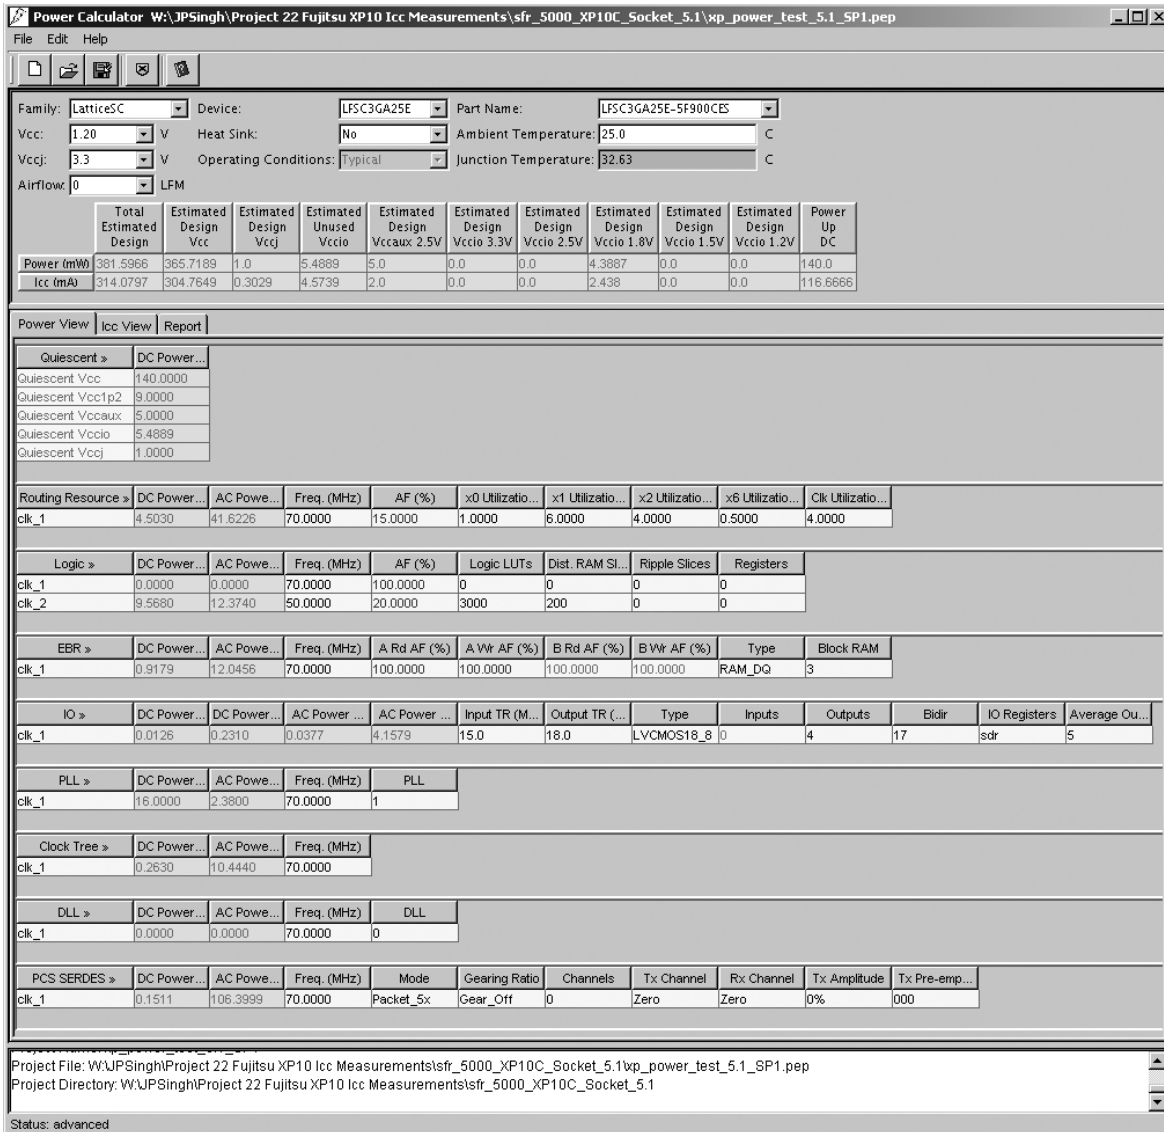 Power Calculator W:\JPSingh\Project 22 Fujitsu XP10 Icc Measurements\sfr_5000_XP10C_Socket_5.1\xp_power_test_5.1_SP1.pep
File Edit Help
Family: LatticeSC Device: LFSC3GA25E Part Name: LFSC3GA25E-5F900CES
Vcc: 1.20 V Heat Sink: No Ambient Temperature: 25.0 C
Vccj: 3.3 V Operating Conditions: Typical Junction Temperature: 32.63 C
Airflow: 0 LFM
Total Estimated Estimated Estimated Estimated Estimated Estimated Estimated Estimated Estimated Power
Estimated Design Design Unused Design Design Design Design Design Design Up
Design Vcc Vccj Vccio Vccaux 2.5V Vccio 3.3V Vccio 2.5V Vccio 1.8V Vccio 1.5V Vccio 1.2V DC
Power (mW) 381.5966 365.7189 1.0 5.4889 5.0 0.0 0.0 4.3887 0.0 0.0 140.0
Icc (mA) 314.0797 304.7649 0.3029 4.5739 2.0 0.0 0.0 2.438 0.0 0.0 116.6666
Power View Icc View Report
Quiescent » DC Power...
Quiescent Vcc 140.0000
Quiescent Vcc1p2 9.0000
Quiescent Vccaux 5.0000
Quiescent Vccio 5.4889
Quiescent Vccj 1.0000
Routing Resource » DC Power... AC Powe... Freq. (MHz) AF (%) x0 Utilizatio... x1 Utilizatio... x2 Utilizatio... x6 Utilizatio... Clk Utilizatio...
clk_1 4.5030 41.6226 70.0000 15.0000 1.0000 6.0000 4.0000 0.5000 4.0000
Logic » DC Power... AC Powe... Freq. (MHz) AF (%) Logic LUTs Dist. RAM Sl... Ripple Slices Registers
clk_1 0.0000 0.0000 70.0000 100.0000 0 0 0 0
clk_2 9.5680 12.3740 50.0000 20.0000 3000 200 0 0
EBR » DC Power... AC Powe... Freq. (MHz) A Rd AF (%) A Wr AF (%) B Rd AF (%) B Wr AF (%) Type Block RAM
clk_1 0.9179 12.0456 70.0000 100.0000 100.0000 100.0000 100.0000 RAM_DQ 3
IO » DC Power... DC Power... AC Power ... AC Power ... Input TR (M... Output TR (... Type Inputs Outputs Bidir IO Registers Average Ou...
clk_1 0.0126 0.2310 0.0377 4.1579 15.0 18.0 LVCMOS18_8 0 4 17 sdr 5
PLL » DC Power... AC Powe... Freq. (MHz) PLL
clk_1 16.0000 2.3800 70.0000 1
Clock Tree » DC Power... AC Powe... Freq. (MHz)
clk_1 0.2630 10.4440 70.0000
DLL » DC Power... AC Powe... Freq. (MHz) DLL
clk_1 0.0000 0.0000 70.0000 0
PCS SERDES » DC Power... AC Powe... Freq. (MHz) Mode Gearing Ratio Channels Tx Channel Rx Channel Tx Amplitude Tx Pre-emp...
clk_1 0.1511 106.3999 70.0000 Packet_5x Gear_Off 0 Zero Zero 0% 000
Project File: W:\JPSingh\Project 22 Fujitsu XP10 Icc Measurements\sfr_5000_XP10C_Socket_5.1\xp_power_test_5.1_SP1.pep
Project Directory: W:\JPSingh\Project 22 Fujitsu XP10 Icc Measurements\sfr_5000_XP10C_Socket_5.1
Status: advanced